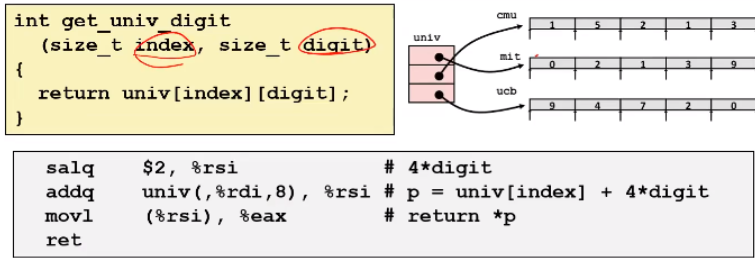 int get_univ_digit
(size_t index, size_t digit)
{
return univ[index][digit];
}
univ
cmu
1 5 2 1 3
mit
0 2 1 3 9
ucb
9 4 7 2 0
salq $2, %rsi # 4*digit
addq univ(,%rdi,8), %rsi # p = univ[index] + 4*digit
movl (%rsi), %eax # return *p
ret